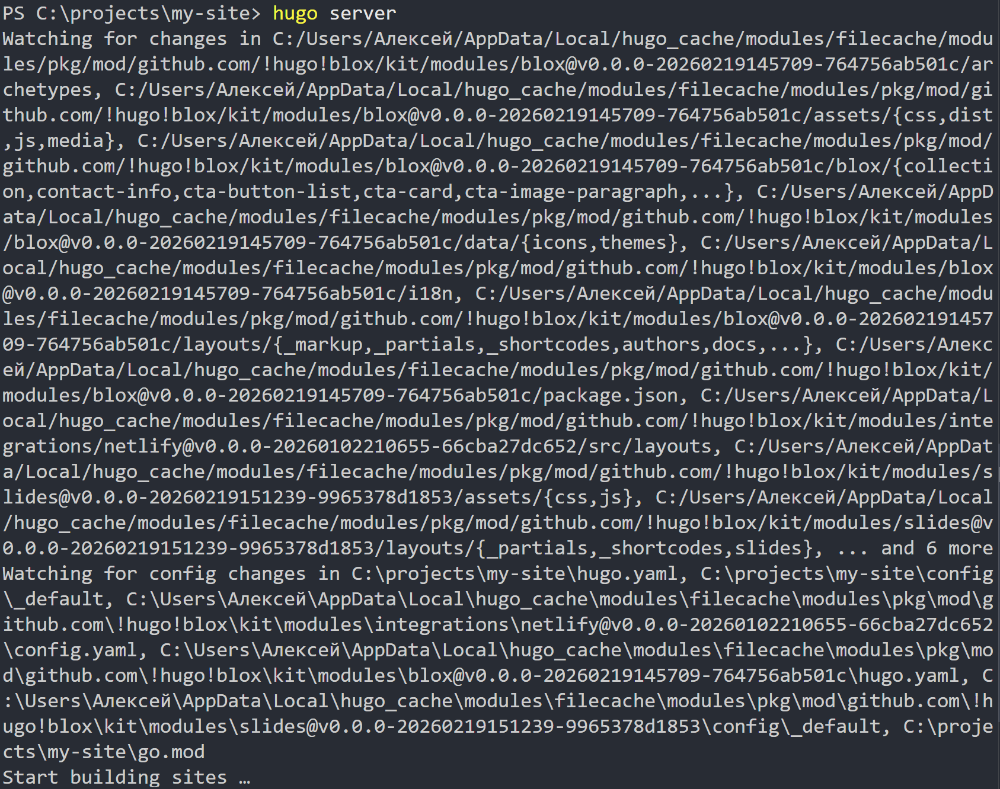 PS C:\projects\my-site> hugo server
Watching for changes in C:/Users/Алексей/AppData/Local/hugo_cache/modules/filecache/modu
les/pkg/mod/github.com/!hugo!blox/kit/modules/blox@v0.0.0-20260219145709-764756ab501c/ar
chetypes, C:/Users/Алексей/AppData/Local/hugo_cache/modules/filecache/modules/pkg/mod/gi
thub.com/!hugo!blox/kit/modules/blox@v0.0.0-20260219145709-764756ab501c/assets/{css,dist
,js,media}, C:/Users/Алексей/AppData/Local/hugo_cache/modules/filecache/modules/pkg/mod/
github.com/!hugo!blox/kit/modules/blox@v0.0.0-20260219145709-764756ab501c/blox/{collecti
on,contact-info,cta-button-list,cta-card,cta-image-paragraph,...}, C:/Users/Алексей/AppD
ata/Local/hugo_cache/modules/filecache/modules/pkg/mod/github.com/!hugo!blox/kit/modules
/blox@v0.0.0-20260219145709-764756ab501c/data/{icons,themes}, C:/Users/Алексей/AppData/L
ocal/hugo_cache/modules/filecache/modules/pkg/mod/github.com/!hugo!blox/kit/modules/blox
@v0.0.0-20260219145709-764756ab501c/i18n, C:/Users/Алексей/AppData/Local/hugo_cache/modu
les/filecache/modules/pkg/mod/github.com/!hugo!blox/kit/modules/blox@v0.0.0-202602191457
09-764756ab501c/layouts/{_markup,_partials,_shortcodes,authors,docs,...}, C:/Users/Алекс
ей/AppData/Local/hugo_cache/modules/filecache/modules/pkg/mod/github.com/!hugo!blox/kit/
modules/blox@v0.0.0-20260219145709-764756ab501c/package.json, C:/Users/Алексей/AppData/L
ocal/hugo_cache/modules/filecache/modules/pkg/mod/github.com/!hugo!blox/kit/modules/inte
grations/netlify@v0.0.0-20260102210655-66cba27dc652/src/layouts, C:/Users/Алексей/AppDat
a/Local/hugo_cache/modules/filecache/modules/pkg/mod/github.com/!hugo!blox/kit/modules/s
lides@v0.0.0-20260219151239-9965378d1853/assets/{css,js}, C:/Users/Алексей/AppData/Local
/hugo_cache/modules/filecache/modules/pkg/mod/github.com/!hugo!blox/kit/modules/slides@v
0.0.0-20260219151239-9965378d1853/layouts/{_partials,_shortcodes,slides}, ... and 6 more
Watching for config changes in C:\projects\my-site\hugo.yaml, C:\projects\my-site\config
\_default, C:\Users\Алексей\AppData\Local\hugo_cache\modules\filecache\modules\pkg\mod\g
ithub.com\!hugo!blox\kit\modules\integrations\netlify@v0.0.0-20260102210655-66cba27dc652
\config.yaml, C:\Users\Алексей\AppData\Local\hugo_cache\modules\filecache\modules\pkg\mo
d\github.com\!hugo!blox\kit\modules\blox@v0.0.0-20260219145709-764756ab501c\hugo.yaml, C
:\Users\Алексей\AppData\Local\hugo_cache\modules\filecache\modules\pkg\mod\github.com\!h
ugo!blox\kit\modules\slides@v0.0.0-20260219151239-9965378d1853\config\_default, C:\proje
cts\my-site\go.mod
Start building sites …